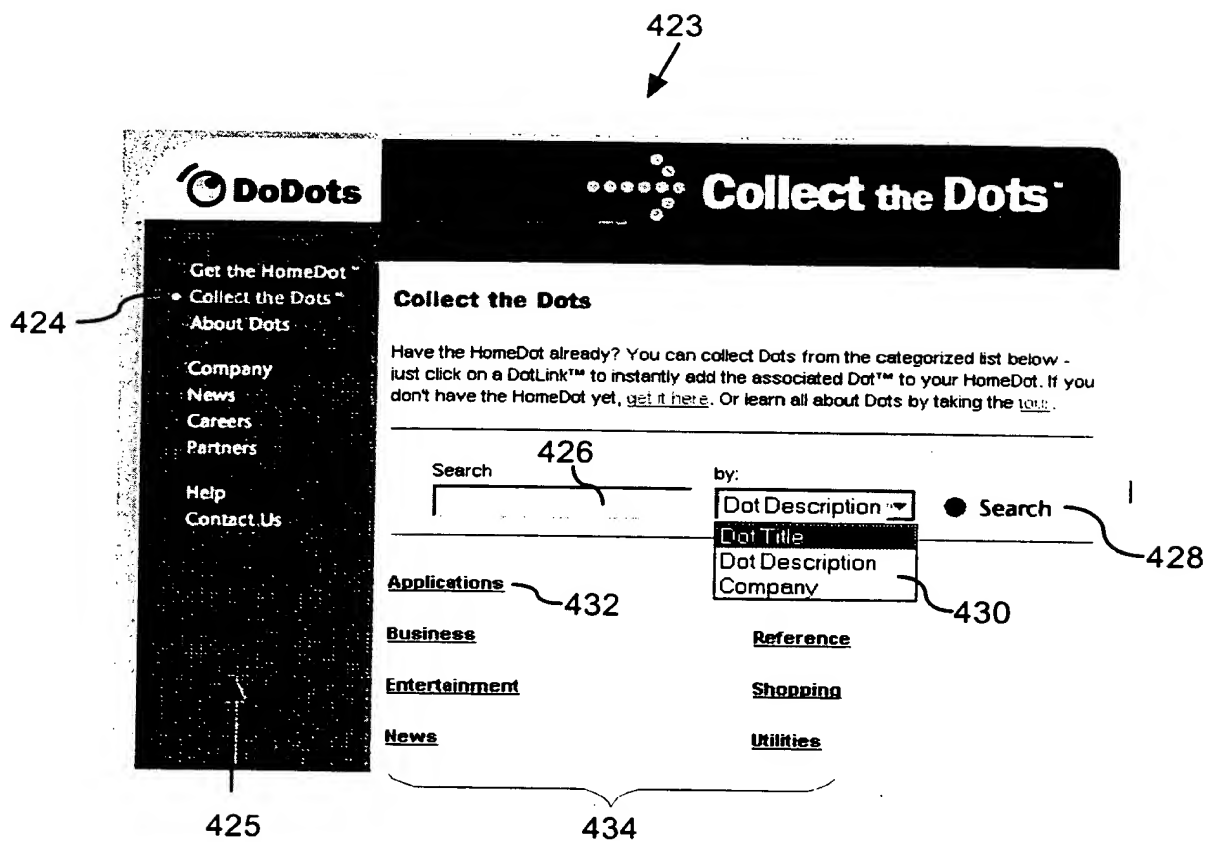 423
DoDots
Collect the Dots™
Get the HomeDot™
Collect the Dots™
About Dots
Company
News
Careers
Partners
Help
Contact Us
424
425
Collect the Dots
Have the HomeDot already? You can collect Dots from the categorized list below -
just click on a DotLink™ to instantly add the associated Dot™ to your HomeDot. If you
don't have the HomeDot yet, get it here. Or learn all about Dots by taking the tour.
Search
426
by:
Dot Description
Search
428
Dot Title
Dot Description
Company
430
Applications
432
Business
Reference
Entertainment
Shopping
News
Utilities
434